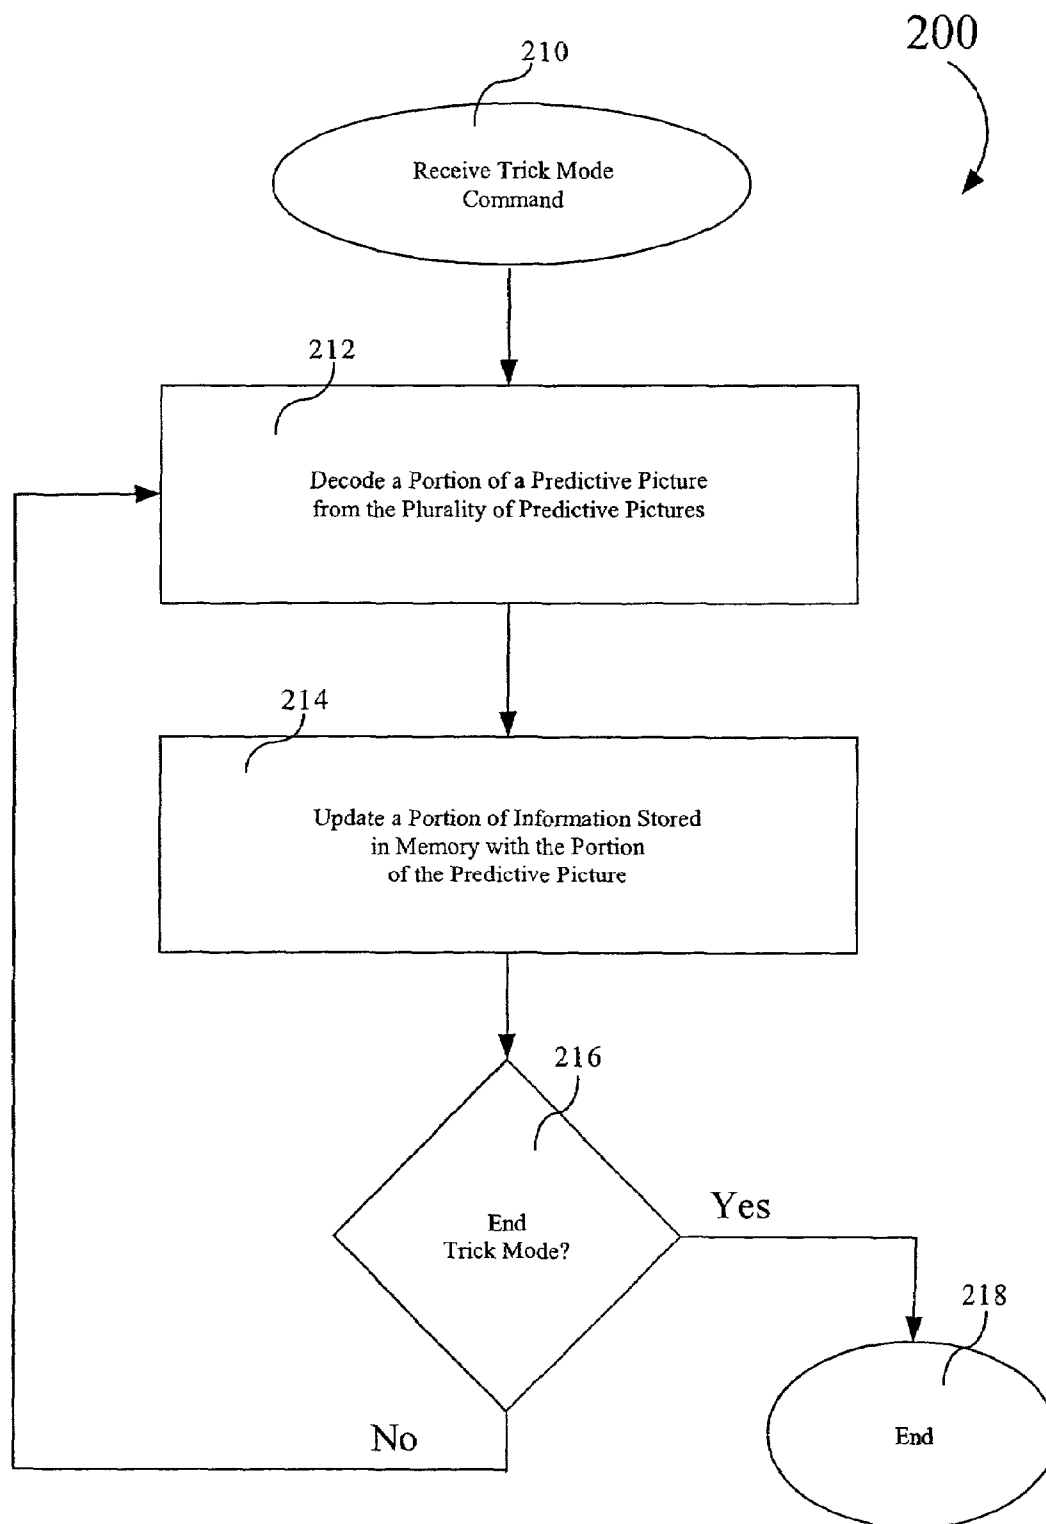 200
210
Receive Trick Mode
Command
212
Decode a Portion of a Predictive Picture
from the Plurality of Predictive Pictures
214
Update a Portion of Information Stored
in Memory with the Portion
of the Predictive Picture
216
End
Trick Mode?
Yes
218
End
No